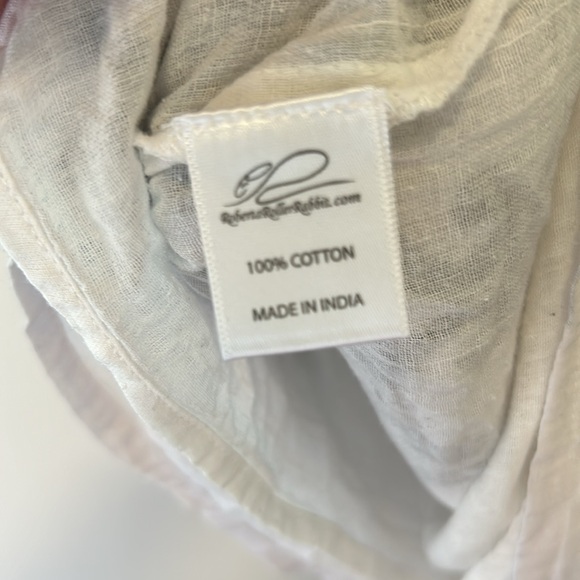 RobertaRollerRabbit.com
100% COTTON
MADE IN INDIA